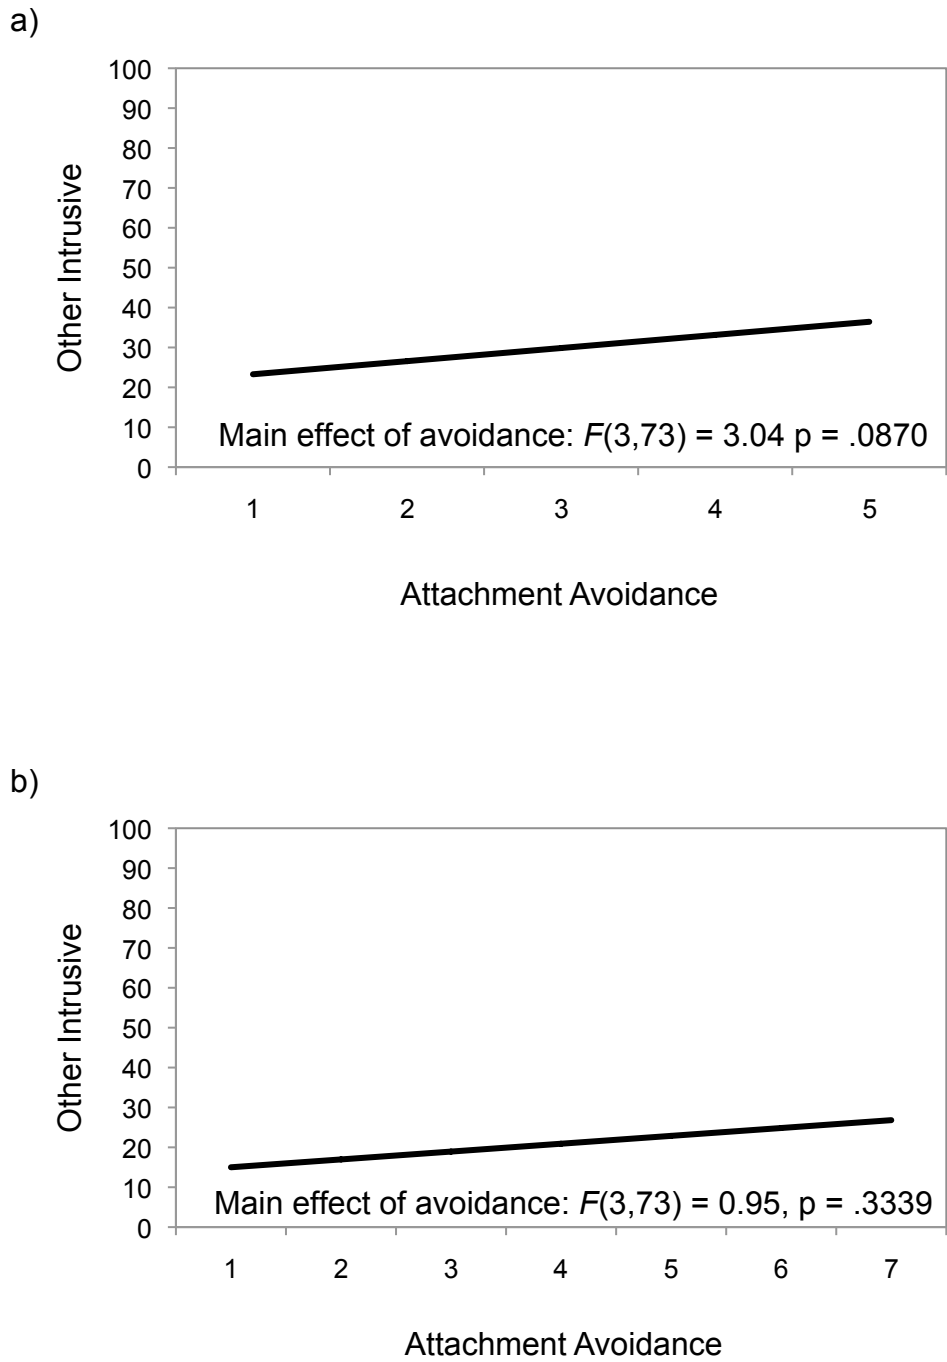 a)
100
90
80
70
60
50
40
30
20
10
0
Other Intrusive
Main effect of avoidance: F(3,73) = 3.04 p = .0870
1 2 3 4 5
Attachment Avoidance
b)
100
90
80
70
60
50
40
30
20
10
0
Other Intrusive
Main effect of avoidance: F(3,73) = 0.95, p = .3339
1 2 3 4 5 6 7
Attachment Avoidance